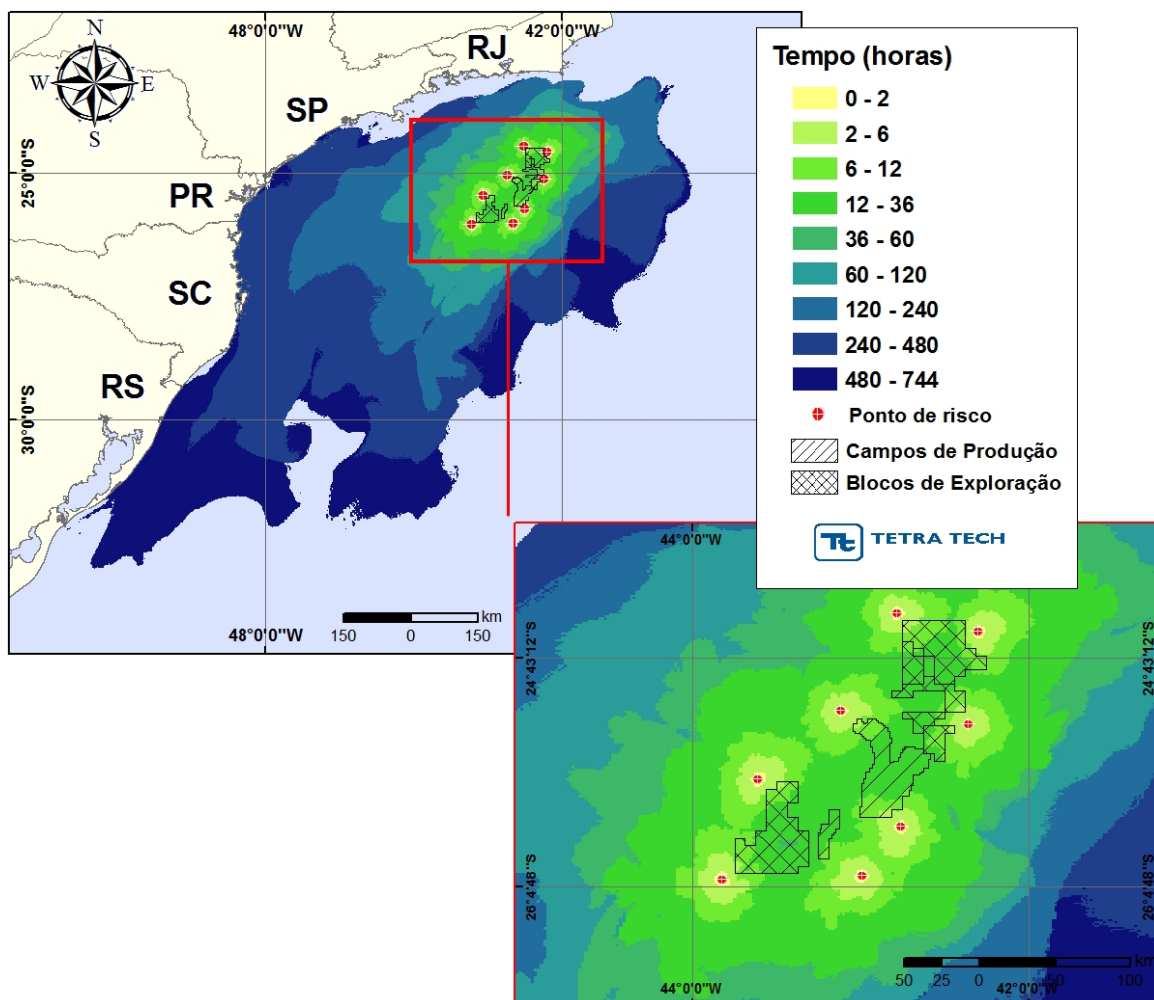 48°0'0"W
42°0'0"W
N
W
E
S
RJ
SP
PR
SC
RS
25°0'0"S
30°0'0"S
150
0
150
km
48°0'0"W
Tempo (horas)
0 - 2
2 - 6
6 - 12
12 - 36
36 - 60
60 - 120
120 - 240
240 - 480
480 - 744
Ponto de risco
Campos de Produção
Blocos de Exploração
Tt
TETRA TECH
44°0'0"W
24°43'12"S
24°43'12"S
26°4'48"S
26°4'48"S
50
25
0
50
100
km
44°0'0"W
42°0'0"W